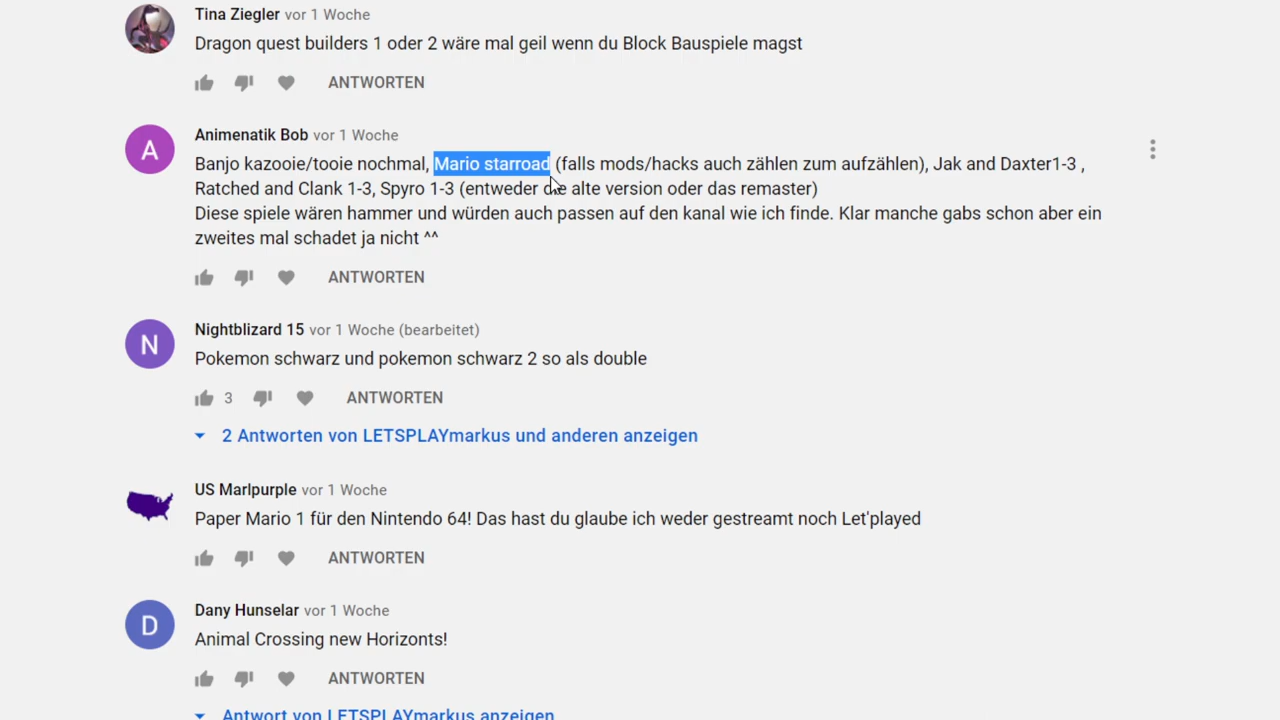 Tina Ziegler vor 1 Woche
Dragon quest builders 1 oder 2 wäre mal geil wenn du Block Bauspiele magst
ANTWORTEN
A
Animenatik Bob vor 1 Woche
Banjo kazooie/tooie nochmal, Mario starroad (falls mods/hacks auch zählen zum aufzählen), Jak and Daxter1-3 ,
Ratched and Clank 1-3, Spyro 1-3 (entweder die alte version oder das remaster)
Diese spiele wären hammer und würden auch passen auf den kanal wie ich finde. Klar manche gabs schon aber ein
zweites mal schadet ja nicht ^^
ANTWORTEN
N
Nightblizard 15 vor 1 Woche (bearbeitet)
Pokemon schwarz und pokemon schwarz 2 so als double
3 ANTWORTEN
2 Antworten von LETSPLAYmarkus und anderen anzeigen
US Marlpurple vor 1 Woche
Paper Mario 1 für den Nintendo 64! Das hast du glaube ich weder gestreamt noch Let'played
ANTWORTEN
D
Dany Hunselar vor 1 Woche
Animal Crossing new Horizonts!
ANTWORTEN
Antwort von LETSPLAYmarkus anzeigen